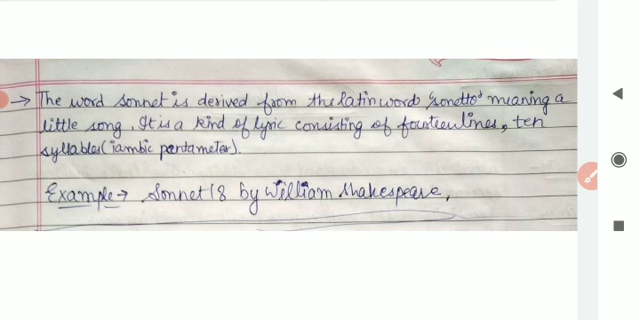 → The word sonnet is derived from the latin word, 'sonetto' meaning a
little song. It is a kind of lyric consisting of fourteen lines, ten
syllables (iambic pentameter).
Example → Sonnet 18 by William Shakespeare.